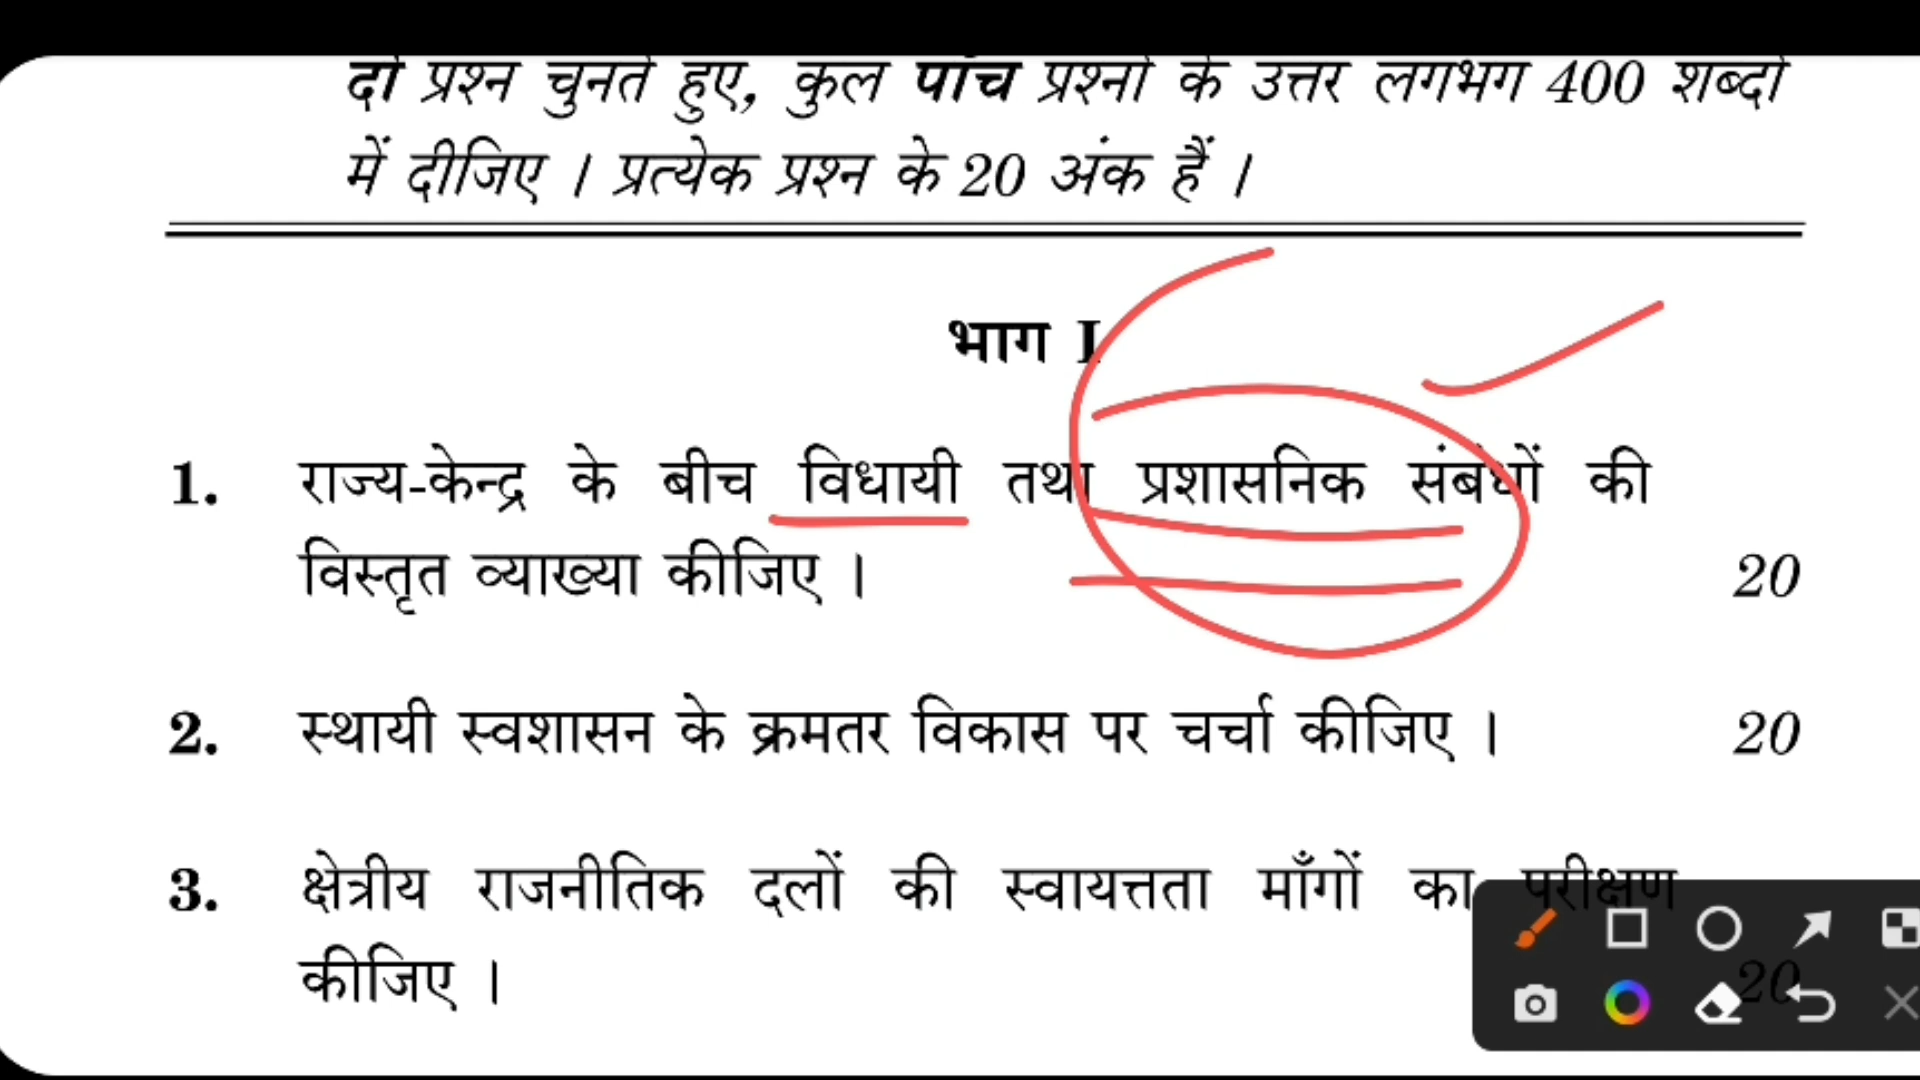 दो प्रश्न चुनते हुए, कुल पाँच प्रश्नों के उत्तर लगभग 400 शब्दों
में दीजिए । प्रत्येक प्रश्न के 20 अंक हैं ।
भाग I
1. राज्य-केन्द्र के बीच विधायी तथा प्रशासनिक संबंधों की
विस्तृत व्याख्या कीजिए । 20
2. स्थायी स्वशासन के क्रमतर विकास पर चर्चा कीजिए । 20
3. क्षेत्रीय राजनीतिक दलों की स्वायत्तता माँगों का परीक्षण
कीजिए । 20